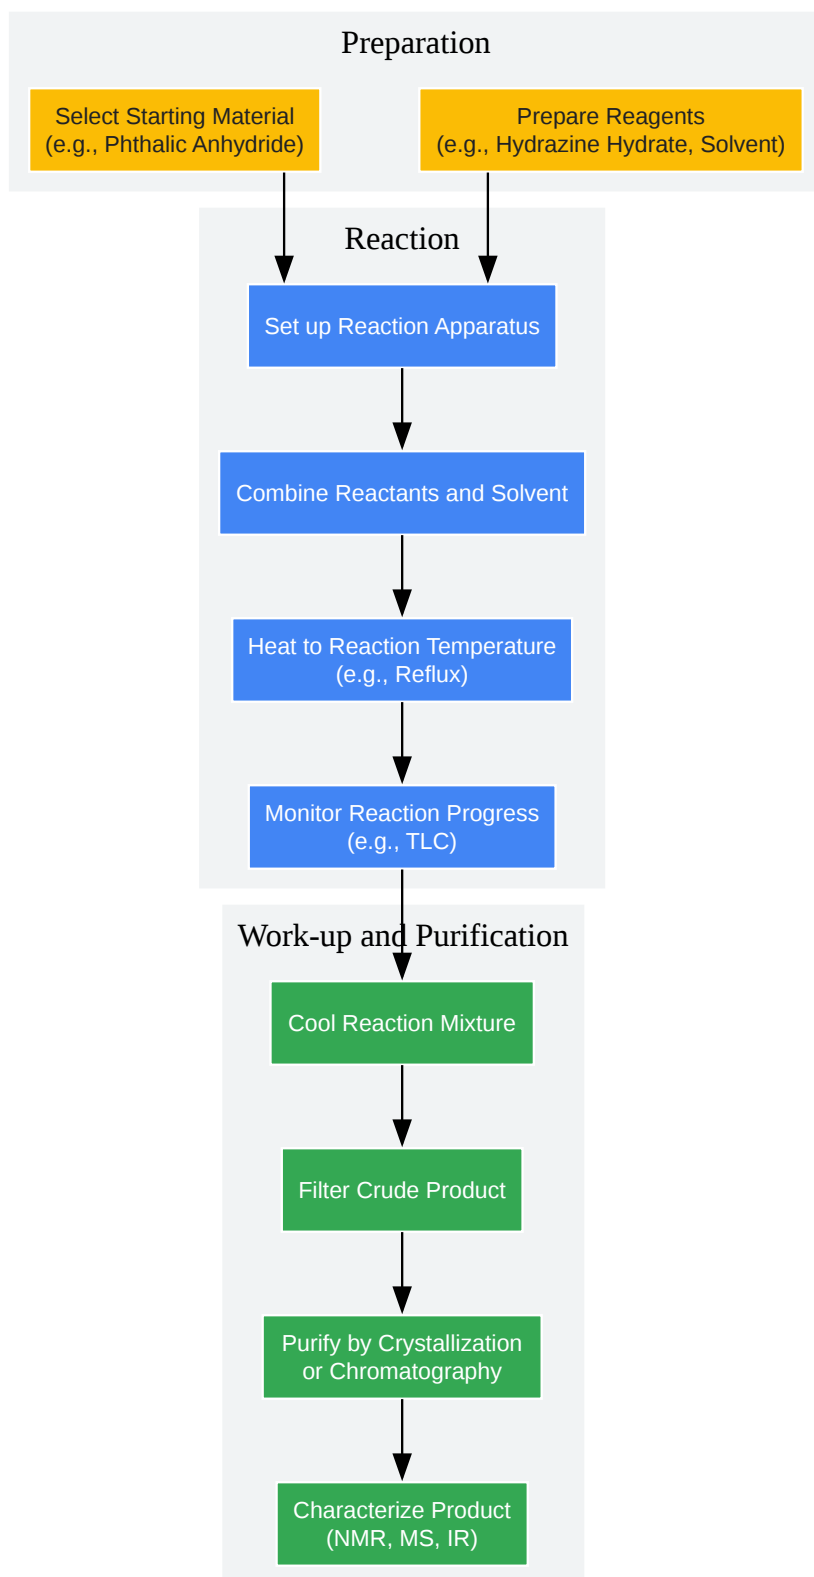 Preparation
Select Starting Material
(e.g., Phthalic Anhydride)
Prepare Reagents
(e.g., Hydrazine Hydrate, Solvent)
Reaction
Set up Reaction Apparatus
Combine Reactants and Solvent
Heat to Reaction Temperature
(e.g., Reflux)
Monitor Reaction Progress
(e.g., TLC)
Work-up and Purification
Cool Reaction Mixture
Filter Crude Product
Purify by Crystallization
or Chromatography
Characterize Product
(NMR, MS, IR)